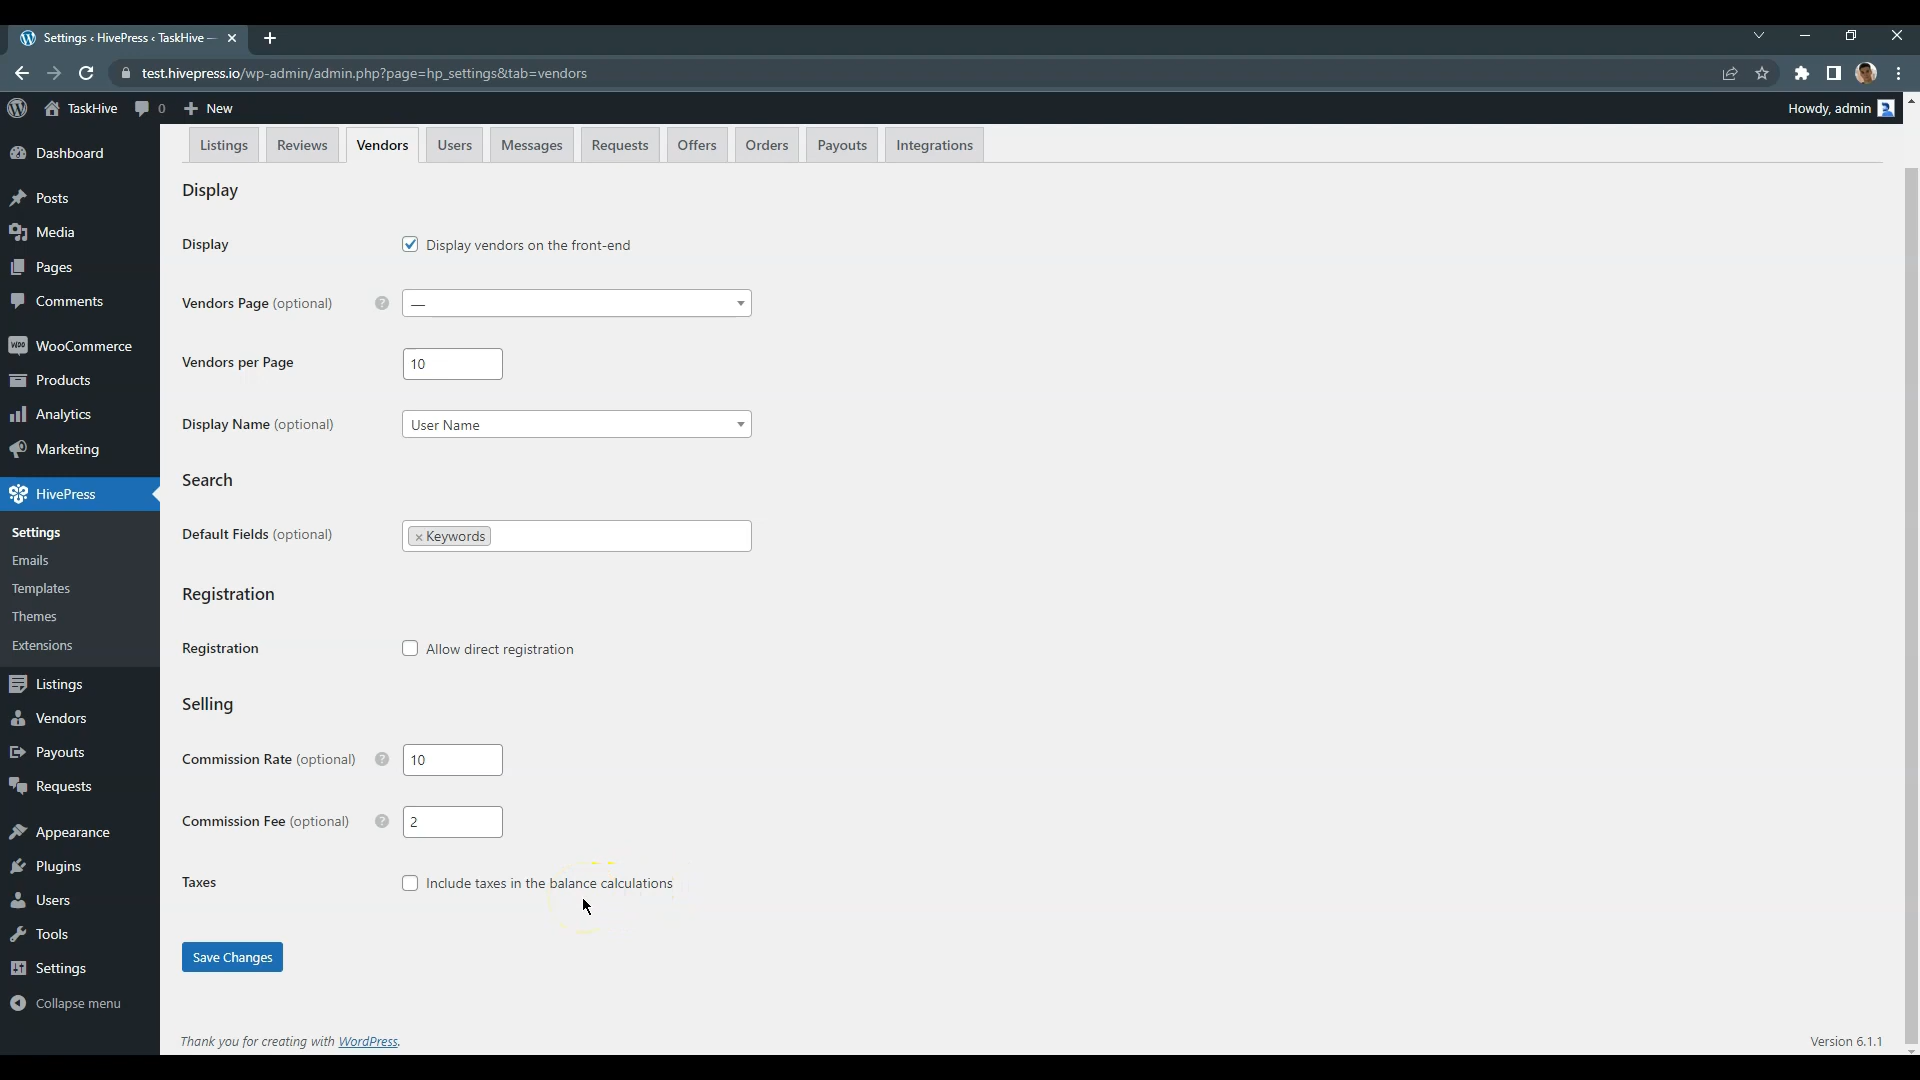 Settings ‹ HivePress ‹ TaskHive —
test.hivepress.io/wp-admin/admin.php?page=hp_settings&tab=vendors
TaskHive 0 New Howdy, admin
Listings Reviews Vendors Users Messages Requests Offers Orders Payouts Integrations
Dashboard
Posts
Media
Pages
Comments
WooCommerce
Products
Analytics
Marketing
HivePress
Settings
Emails
Templates
Themes
Extensions
Listings
Vendors
Payouts
Requests
Appearance
Plugins
Users
Tools
Settings
Collapse menu
Display
Display Display vendors on the front-end
Vendors Page (optional) ? —
Vendors per Page 10
Display Name (optional) User Name
Search
Default Fields (optional) × Keywords
Registration
Registration Allow direct registration
Selling
Commission Rate (optional) ? 10
Commission Fee (optional) ? 2
Taxes Include taxes in the balance calculations
Save Changes
Thank you for creating with WordPress. Version 6.1.1